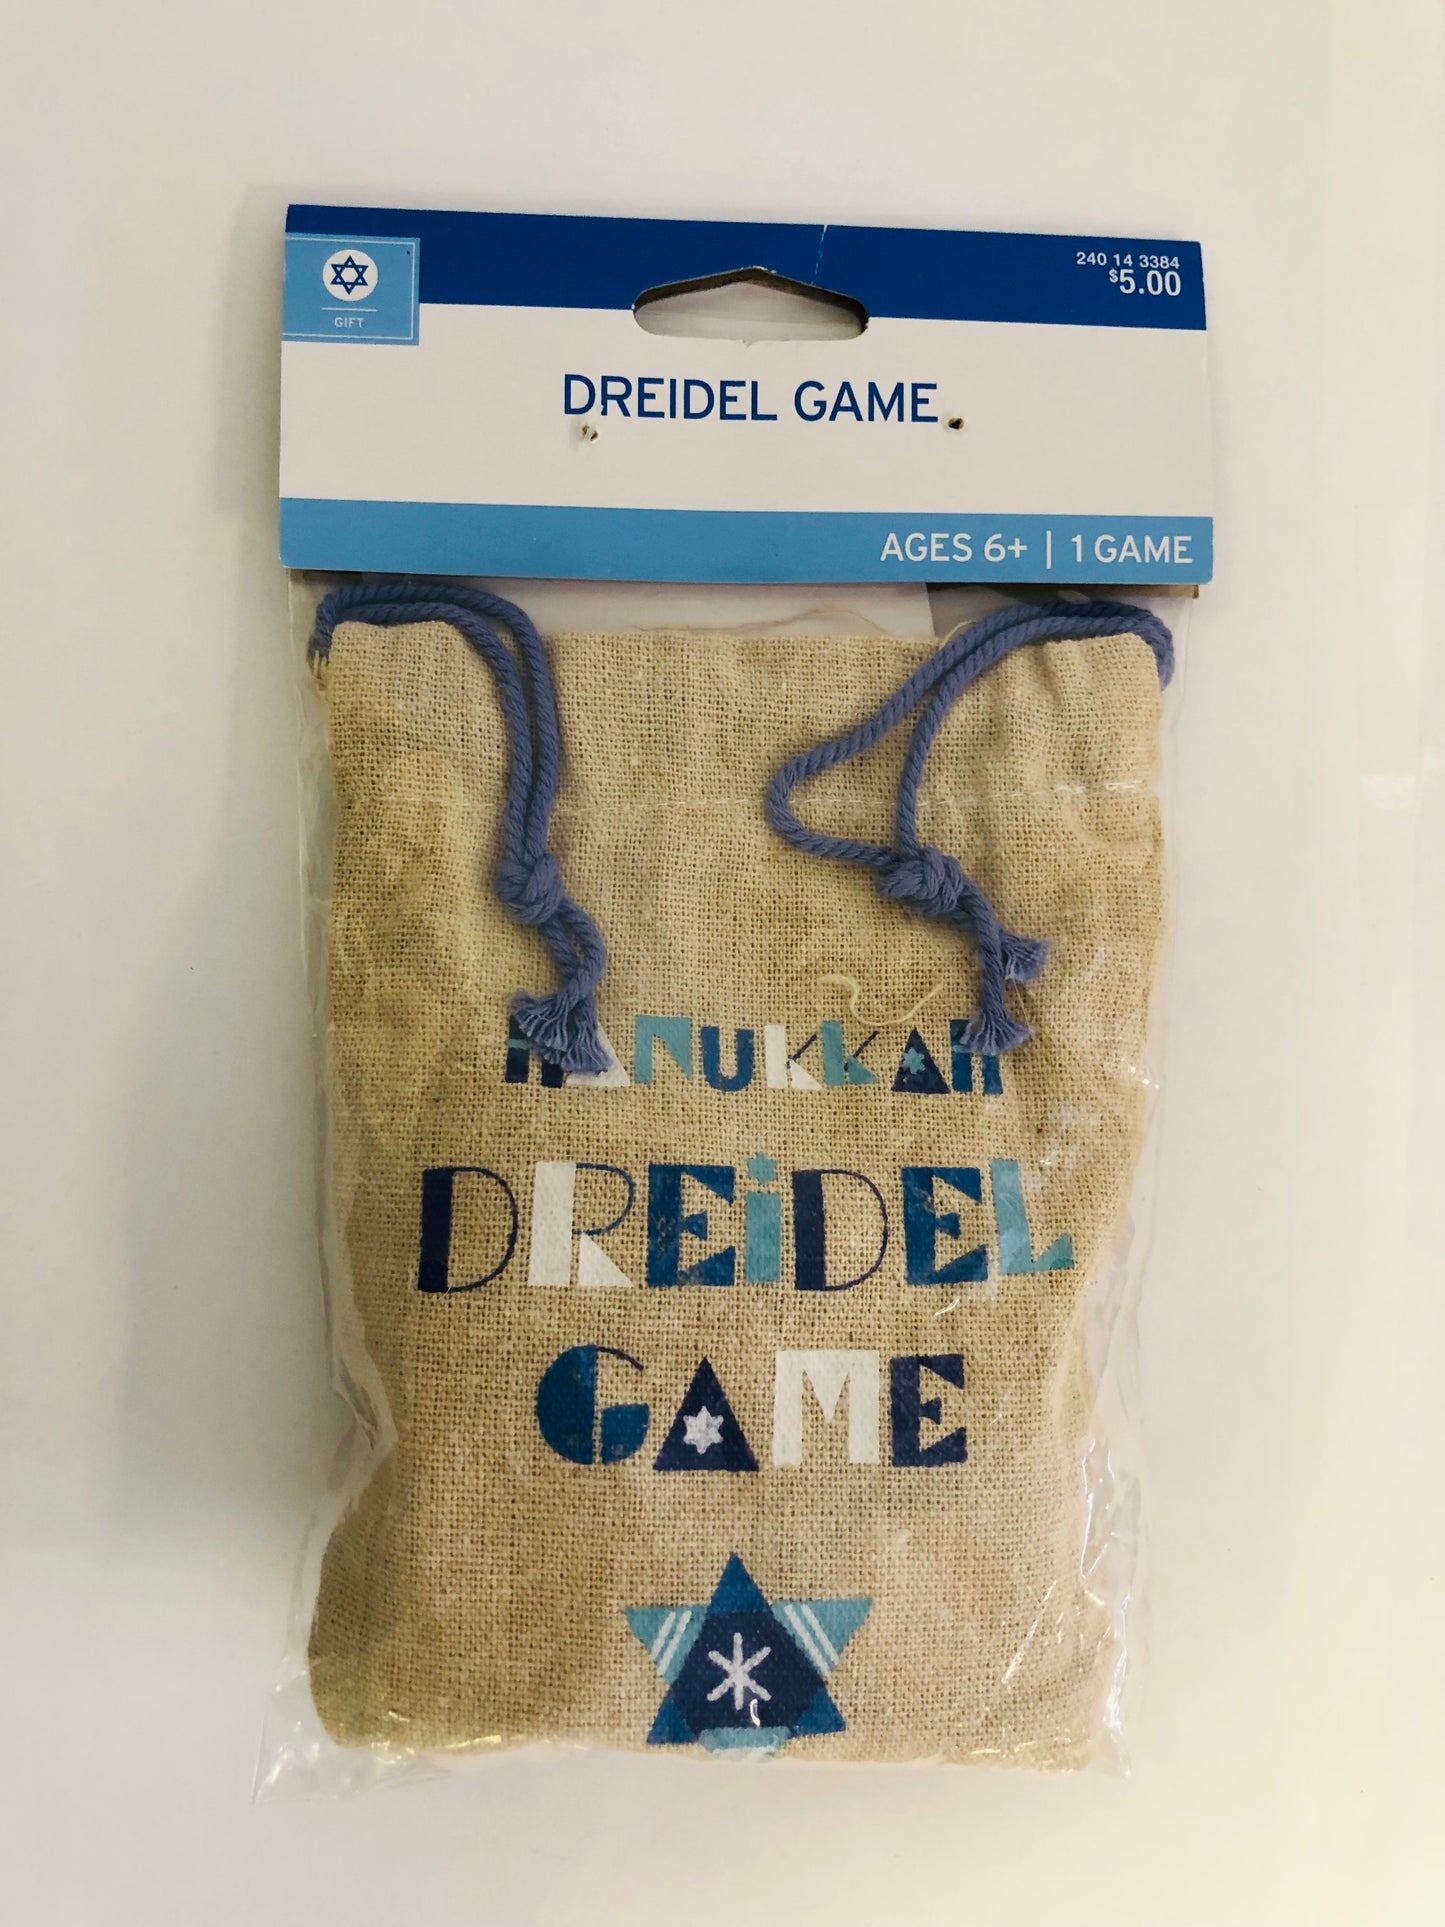 240 14 3384
$5.00
GIFT
DREIDEL GAME
AGES 6+ | 1 GAME
HANUKKAH
DREiDEL
GAME